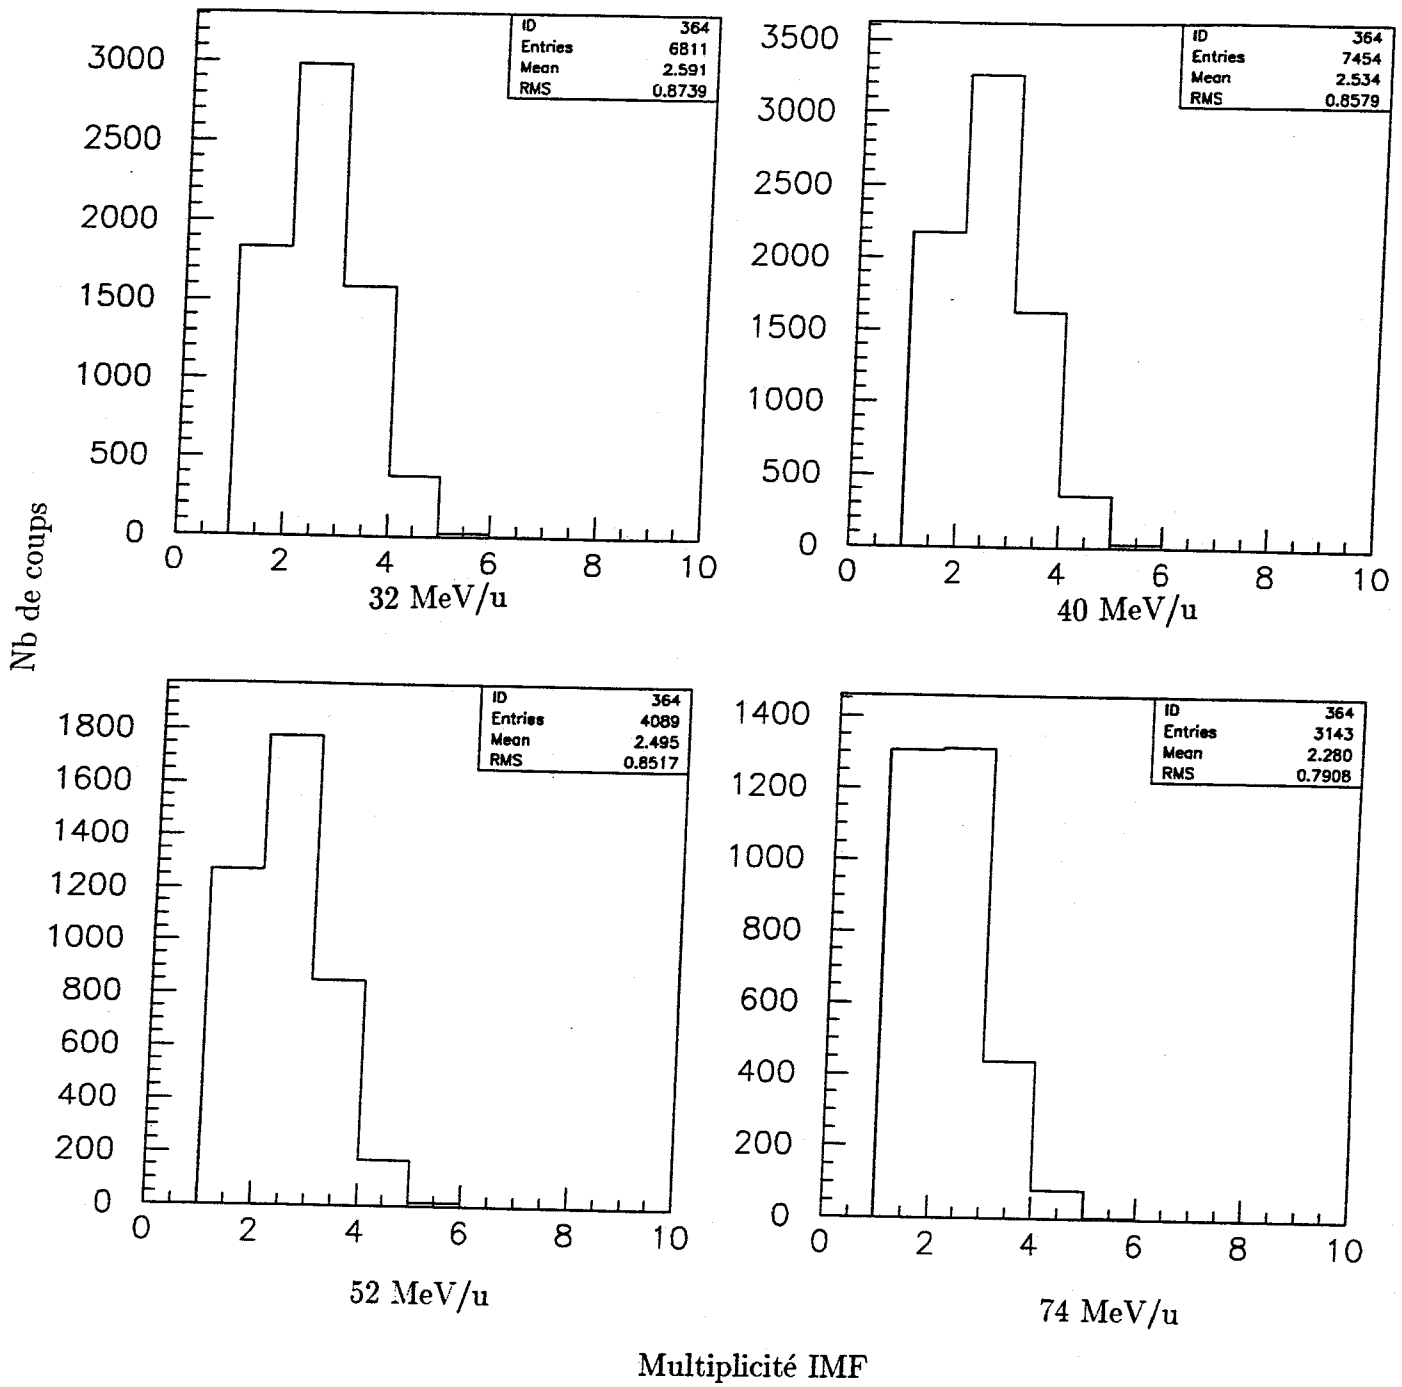 ID 364
Entries 6811
Mean 2.591
RMS 0.8739
3000
2500
2000
1500
1000
500
0
0 2 4 6 8 10
32 MeV/u
ID 364
Entries 7454
Mean 2.534
RMS 0.8579
3500
3000
2500
2000
1500
1000
500
0
0 2 4 6 8 10
40 MeV/u
Nb de coups
ID 364
Entries 4089
Mean 2.495
RMS 0.8517
1800
1600
1400
1200
1000
800
600
400
200
0
0 2 4 6 8 10
52 MeV/u
ID 364
Entries 3143
Mean 2.280
RMS 0.7908
1400
1200
1000
800
600
400
200
0
0 2 4 6 8 10
74 MeV/u
Multiplicité IMF